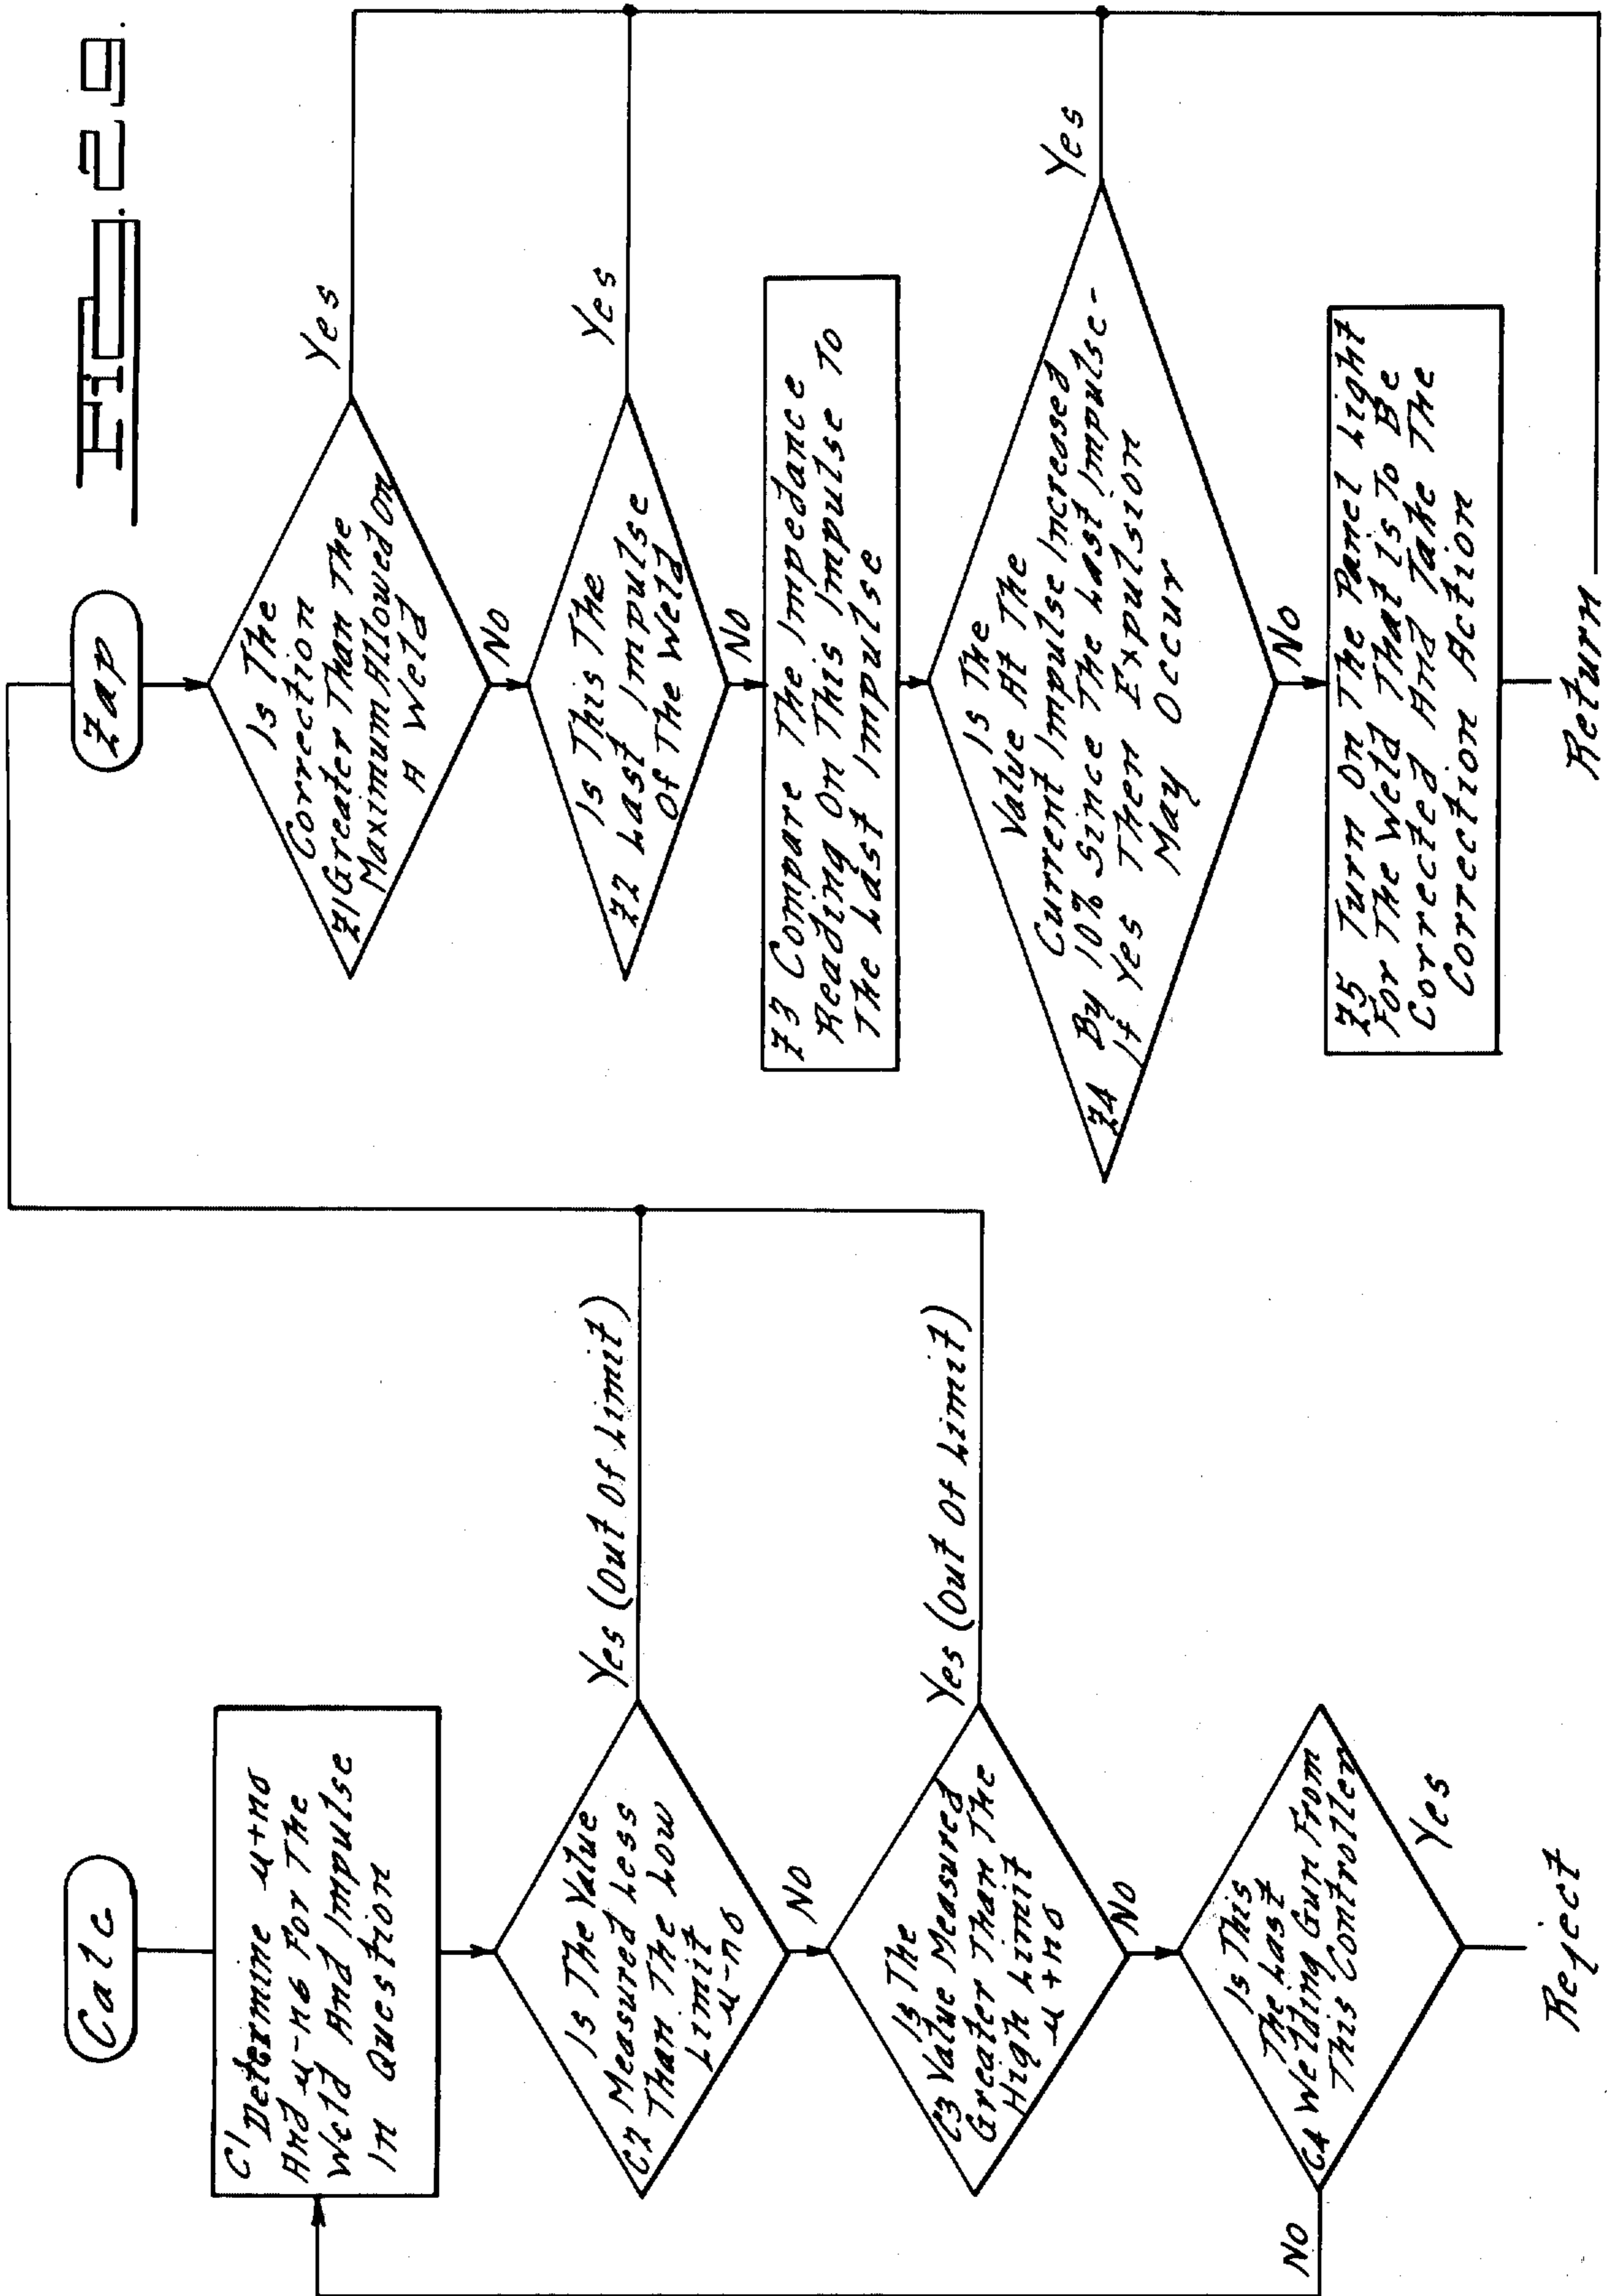 FIG. 2g.
Calc
C1 Determine μ+nσ
And μ-nσ For The
Weld And Impulse
In Question
Is The Value
C2 Measured Less
Than The Low
Limit
μ-nσ
Yes (Out Of Limit)
No
Is The
C3 Value Measured
Greater Than The
High Limit
μ+nσ
Yes (Out Of Limit)
No
Is This
The Last
C4 Welding Gun From
This Controller
No
Yes
Reject
Zap
Is The
Correction
Z1 Greater Than The
Maximum Allowed On
A Weld
Yes
No
Is This The
Z2 Last Impulse
Of The Weld
Yes
No
Z3 Compare The Impedance
Reading On This Impulse To
The Last Impulse
Is The
Value At The
Current Impulse Increased
Z4 By 10% Since The Last Impulse-
If Yes Then Expulsion
May Occur
Yes
No
Z5 Turn On The Panel Light
For The Weld That Is To Be
Corrected And Take The
Correction Action
Return